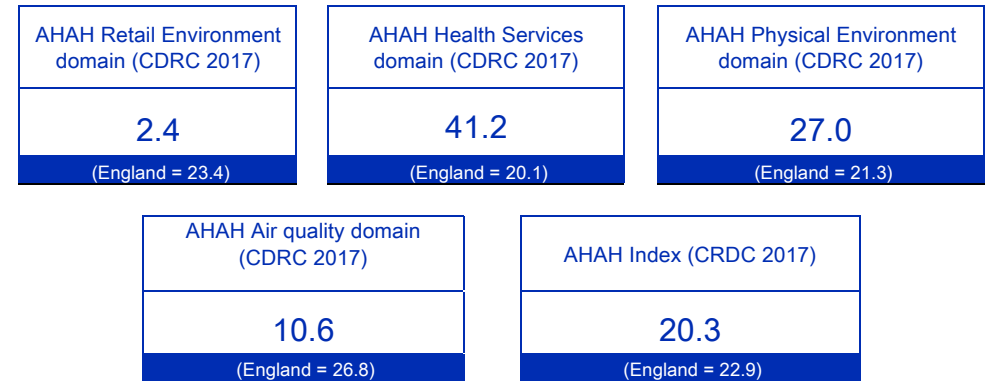 AHAH Retail Environment
domain (CDRC 2017)
2.4
(England = 23.4)
AHAH Health Services
domain (CDRC 2017)
41.2
(England = 20.1)
AHAH Physical Environment
domain (CDRC 2017)
27.0
(England = 21.3)
AHAH Air quality domain
(CDRC 2017)
10.6
(England = 26.8)
AHAH Index (CRDC 2017)
20.3
(England = 22.9)